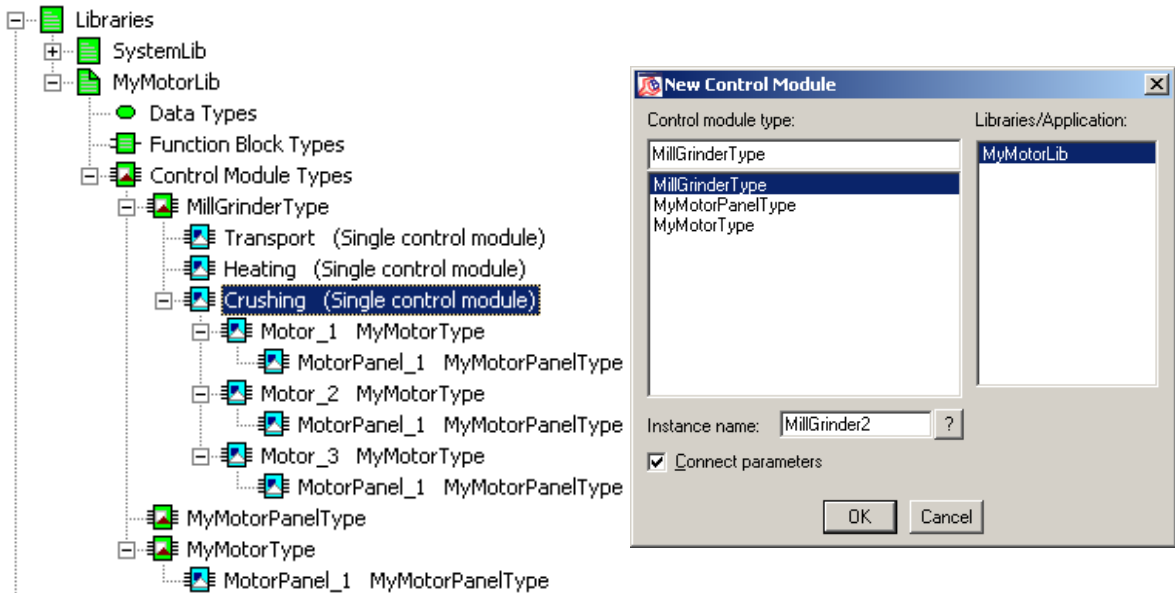 Libraries
SystemLib
MyMotorLib
Data Types
Function Block Types
Control Module Types
MillGrinderType
Transport (Single control module)
Heating (Single control module)
Crushing (Single control module)
Motor_1 MyMotorType
MotorPanel_1 MyMotorPanelType
Motor_2 MyMotorType
MotorPanel_1 MyMotorPanelType
Motor_3 MyMotorType
MotorPanel_1 MyMotorPanelType
MyMotorPanelType
MyMotorType
MotorPanel_1 MyMotorPanelType
New Control Module
Control module type:
Libraries/Application:
MillGrinderType
MyMotorLib
MillGrinderType
MyMotorPanelType
MyMotorType
Instance name: MillGrinder2 ?
Connect parameters
OK Cancel